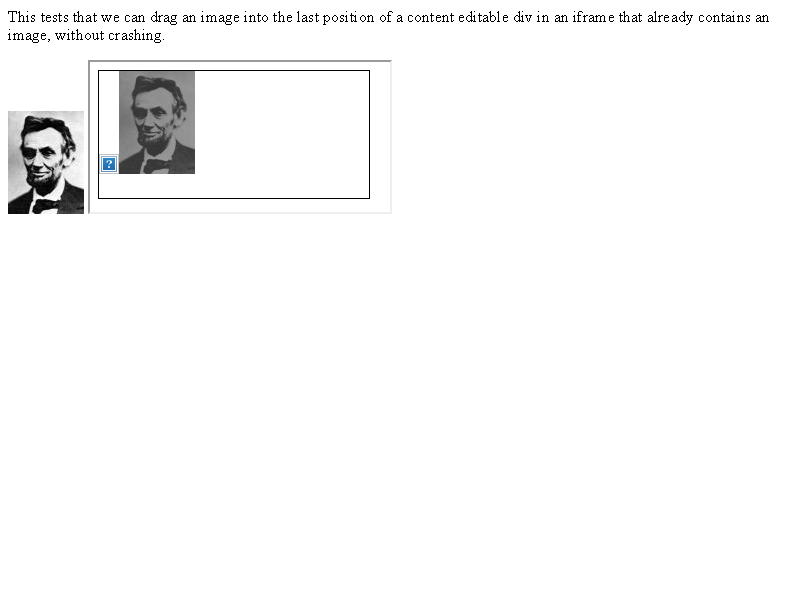 This tests that we can drag an image into the last position of a content editable div in an iframe that already contains an
image, without crashing.
?